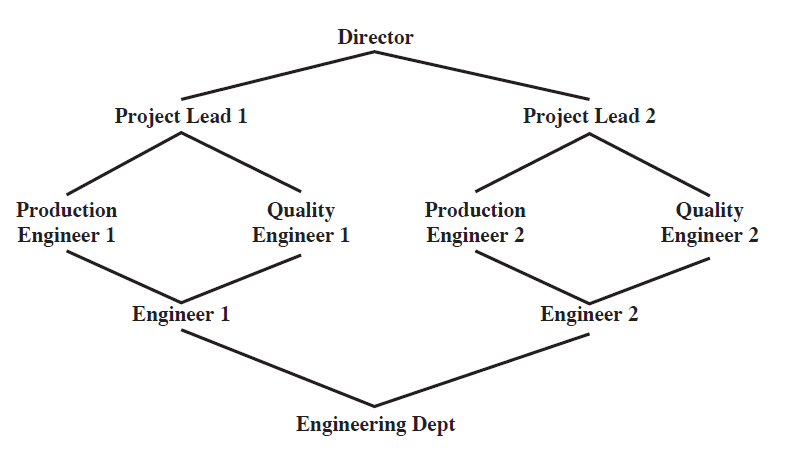 Director
Project Lead 1
Project Lead 2
Production
Engineer 1
Quality
Engineer 1
Production
Engineer 2
Quality
Engineer 2
Engineer 1
Engineer 2
Engineering Dept